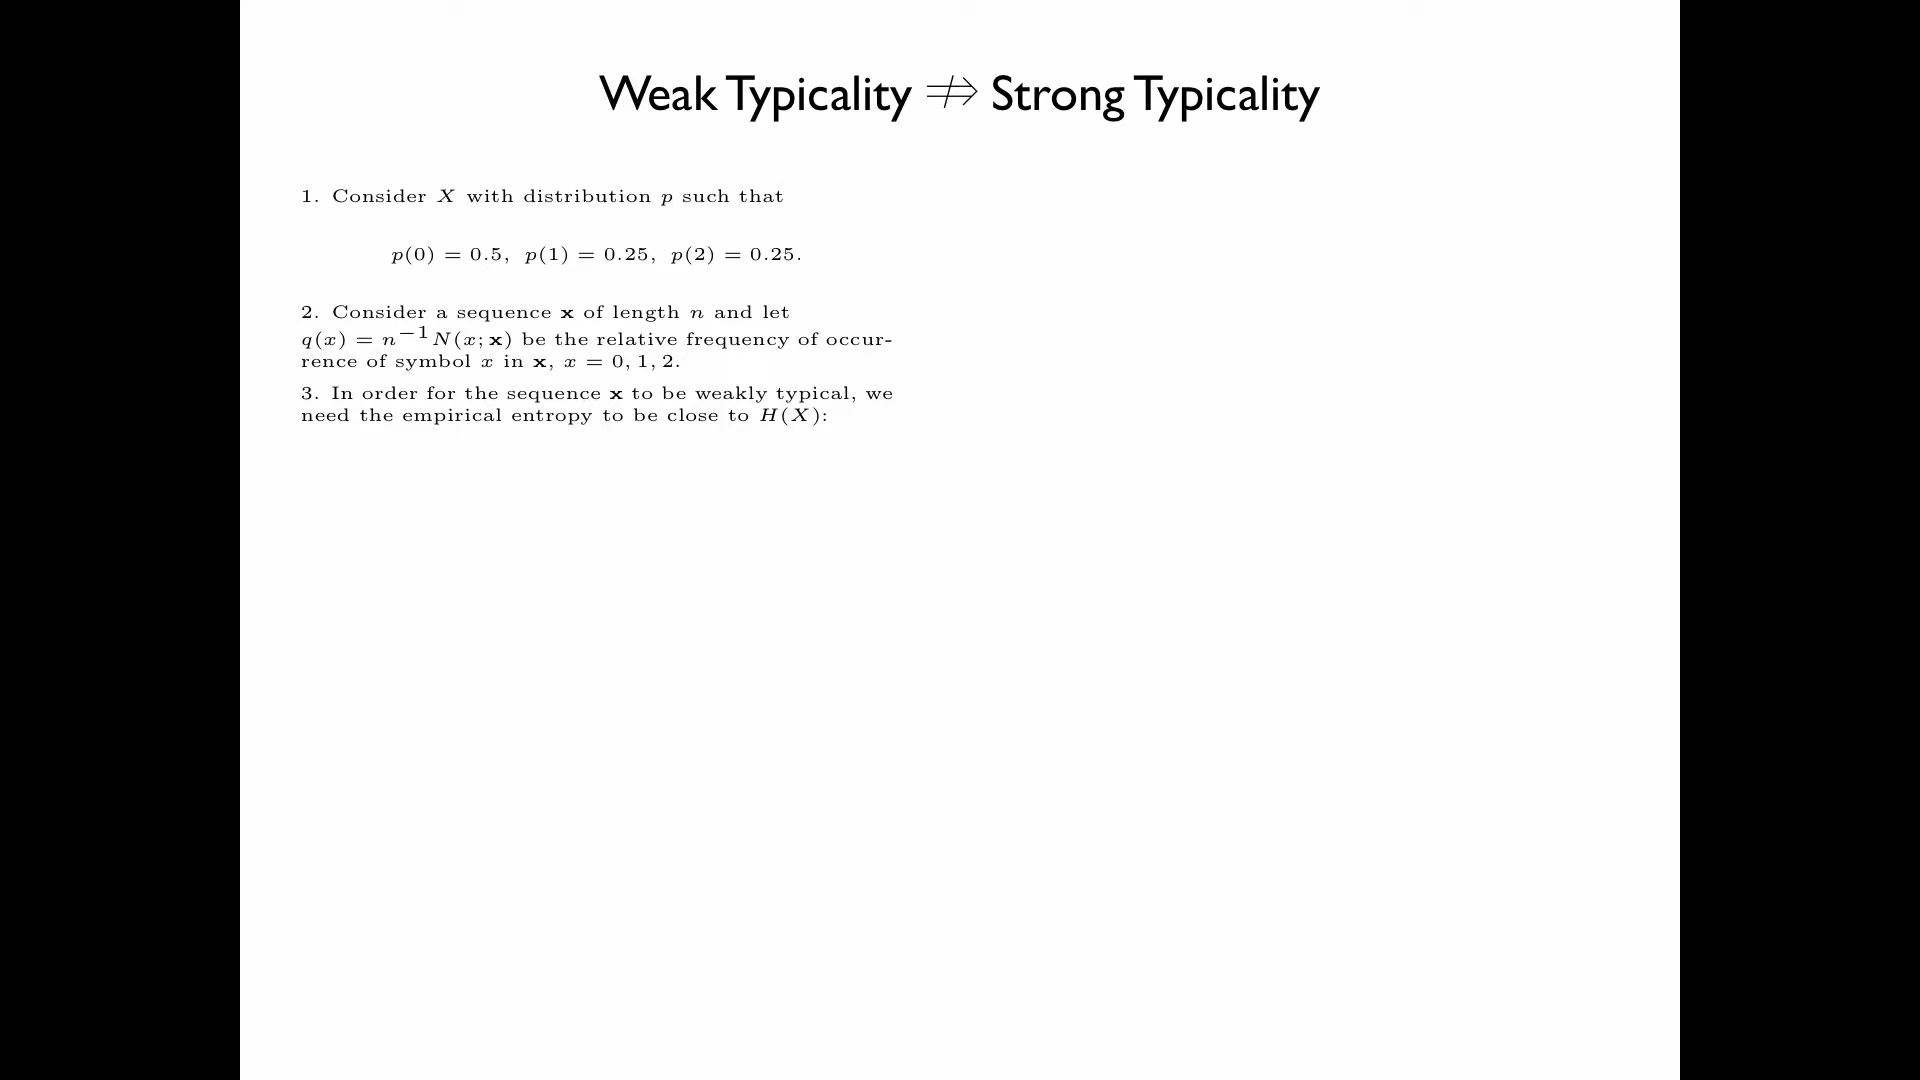 Weak Typicality ⇏ Strong Typicality
1. Consider X with distribution p such that
p(0) = 0.5, p(1) = 0.25, p(2) = 0.25.
2. Consider a sequence x of length n and let
q(x) = n⁻¹N(x; x) be the relative frequency of occur-
rence of symbol x in x, x = 0, 1, 2.
3. In order for the sequence x to be weakly typical, we
need the empirical entropy to be close to H(X):